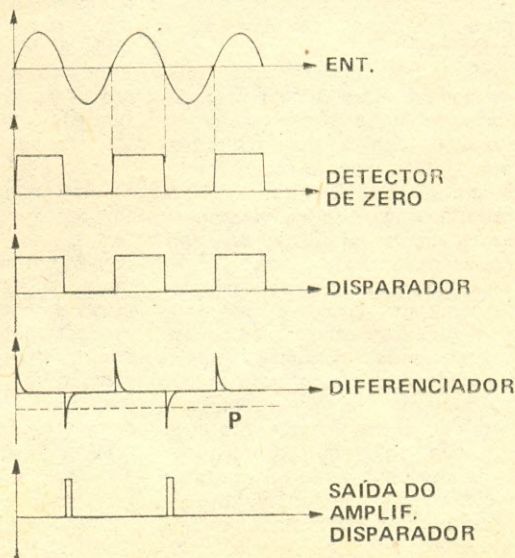 ENT.
DETECTOR
DE ZERO
DISPARADOR
DIFERENCIADOR
P
SAÍDA DO
AMPLIF.
DISPARADOR